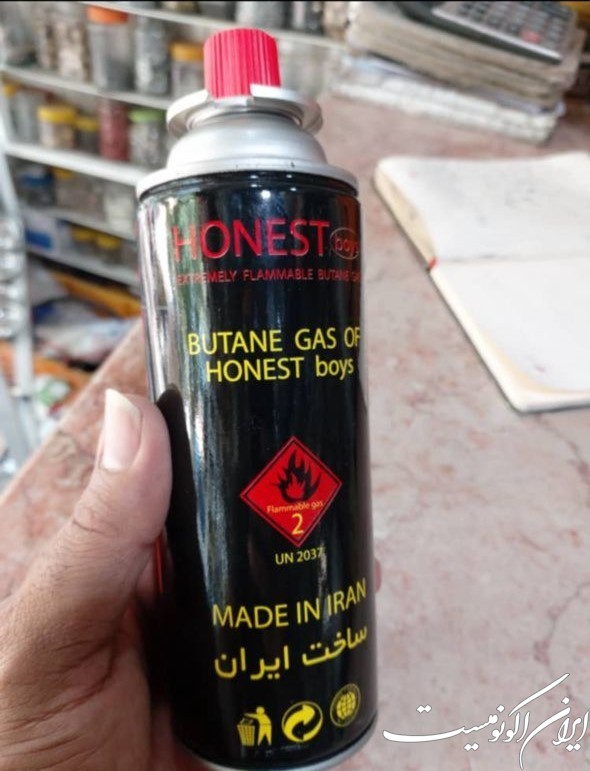 HONEST boys
EXTREMELY FLAMMABLE BUTANE GAS
BUTANE GAS OF
HONEST boys
Flammable gas
2
UN 2037
MADE IN IRAN
ساخت ایران
ایران اکونومیست